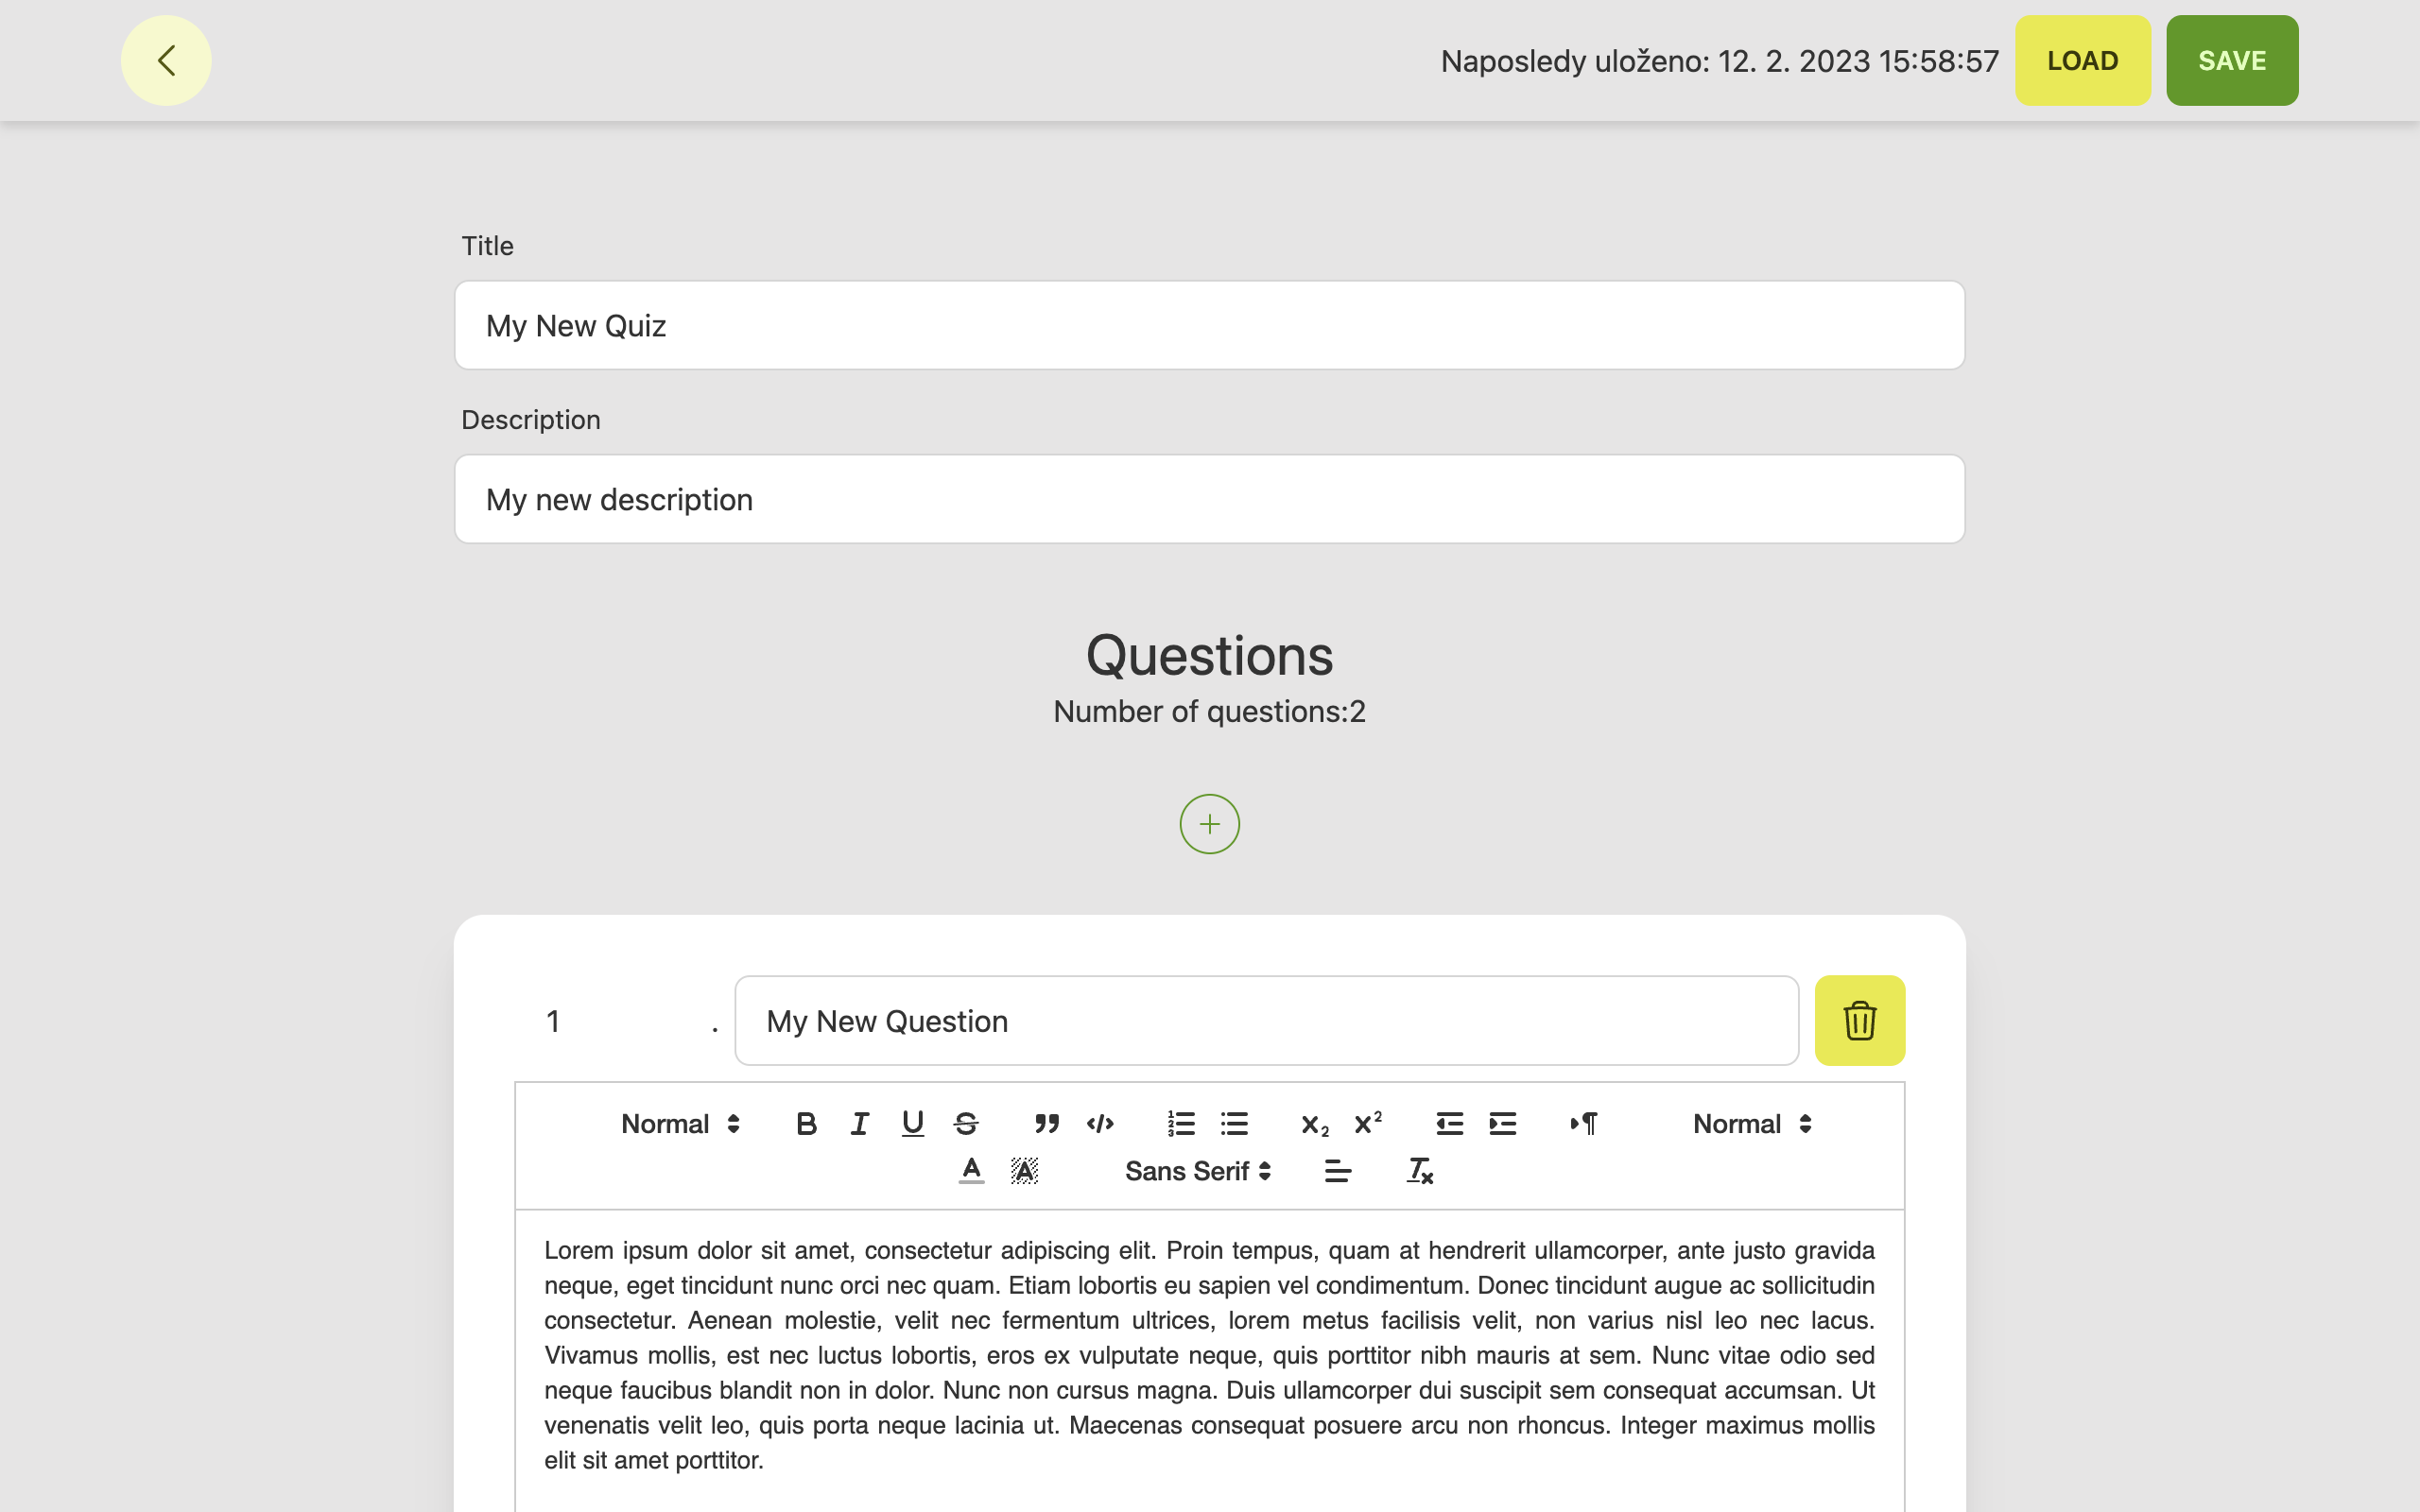 Naposledy uloženo: 12. 2. 2023 15:58:57 LOAD SAVE
Title
My New Quiz
Description
My new description
Questions
Number of questions:2
1 . My New Question
Normal Normal
Sans Serif
Lorem ipsum dolor sit amet, consectetur adipiscing elit. Proin tempus, quam at hendrerit ullamcorper, ante justo gravida
neque, eget tincidunt nunc orci nec quam. Etiam lobortis eu sapien vel condimentum. Donec tincidunt augue ac sollicitudin
consectetur. Aenean molestie, velit nec fermentum ultrices, lorem metus facilisis velit, non varius nisl leo nec lacus.
Vivamus mollis, est nec luctus lobortis, eros ex vulputate neque, quis porttitor nibh mauris at sem. Nunc vitae odio sed
neque faucibus blandit non in dolor. Nunc non cursus magna. Duis ullamcorper dui suscipit sem consequat accumsan. Ut
venenatis velit leo, quis porta neque lacinia ut. Maecenas consequat posuere arcu non rhoncus. Integer maximus mollis
elit sit amet porttitor.